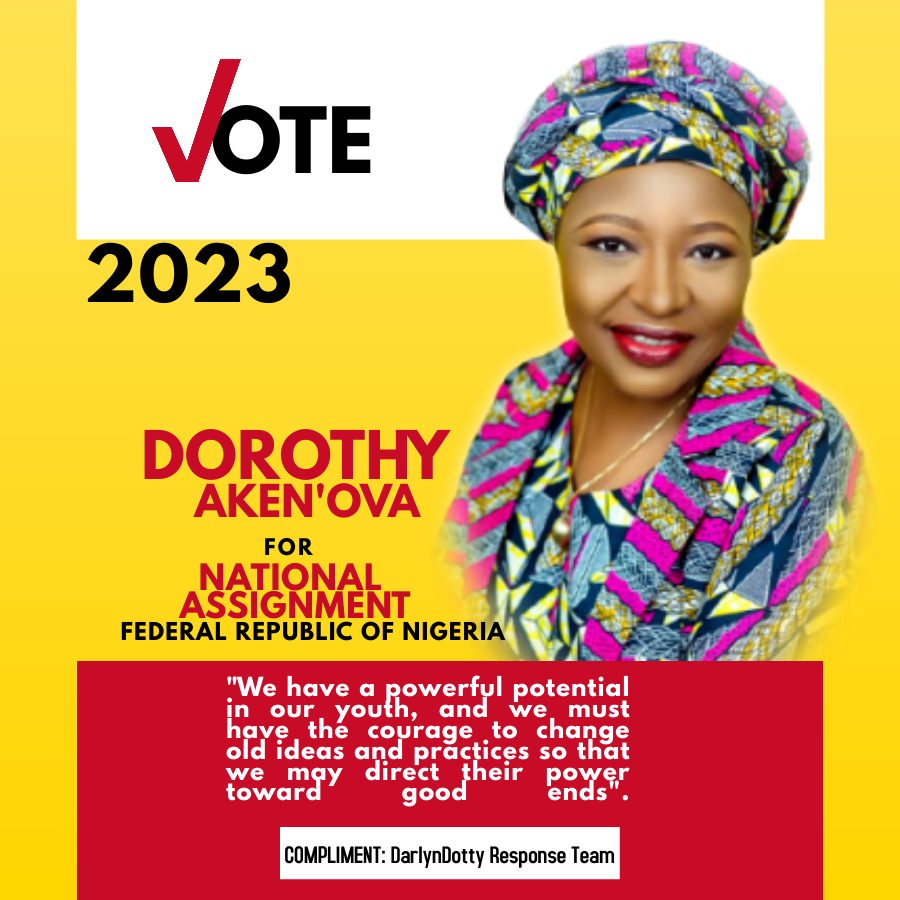 VOTE
2023
DOROTHY
AKEN'OVA
FOR
NATIONAL
ASSIGNMENT
FEDERAL REPUBLIC OF NIGERIA
"We have a powerful potential
in our youth, and we must
have the courage to change
old ideas and practices so that
we may direct their power
toward good ends".
COMPLIMENT: DarlynDotty Response Team